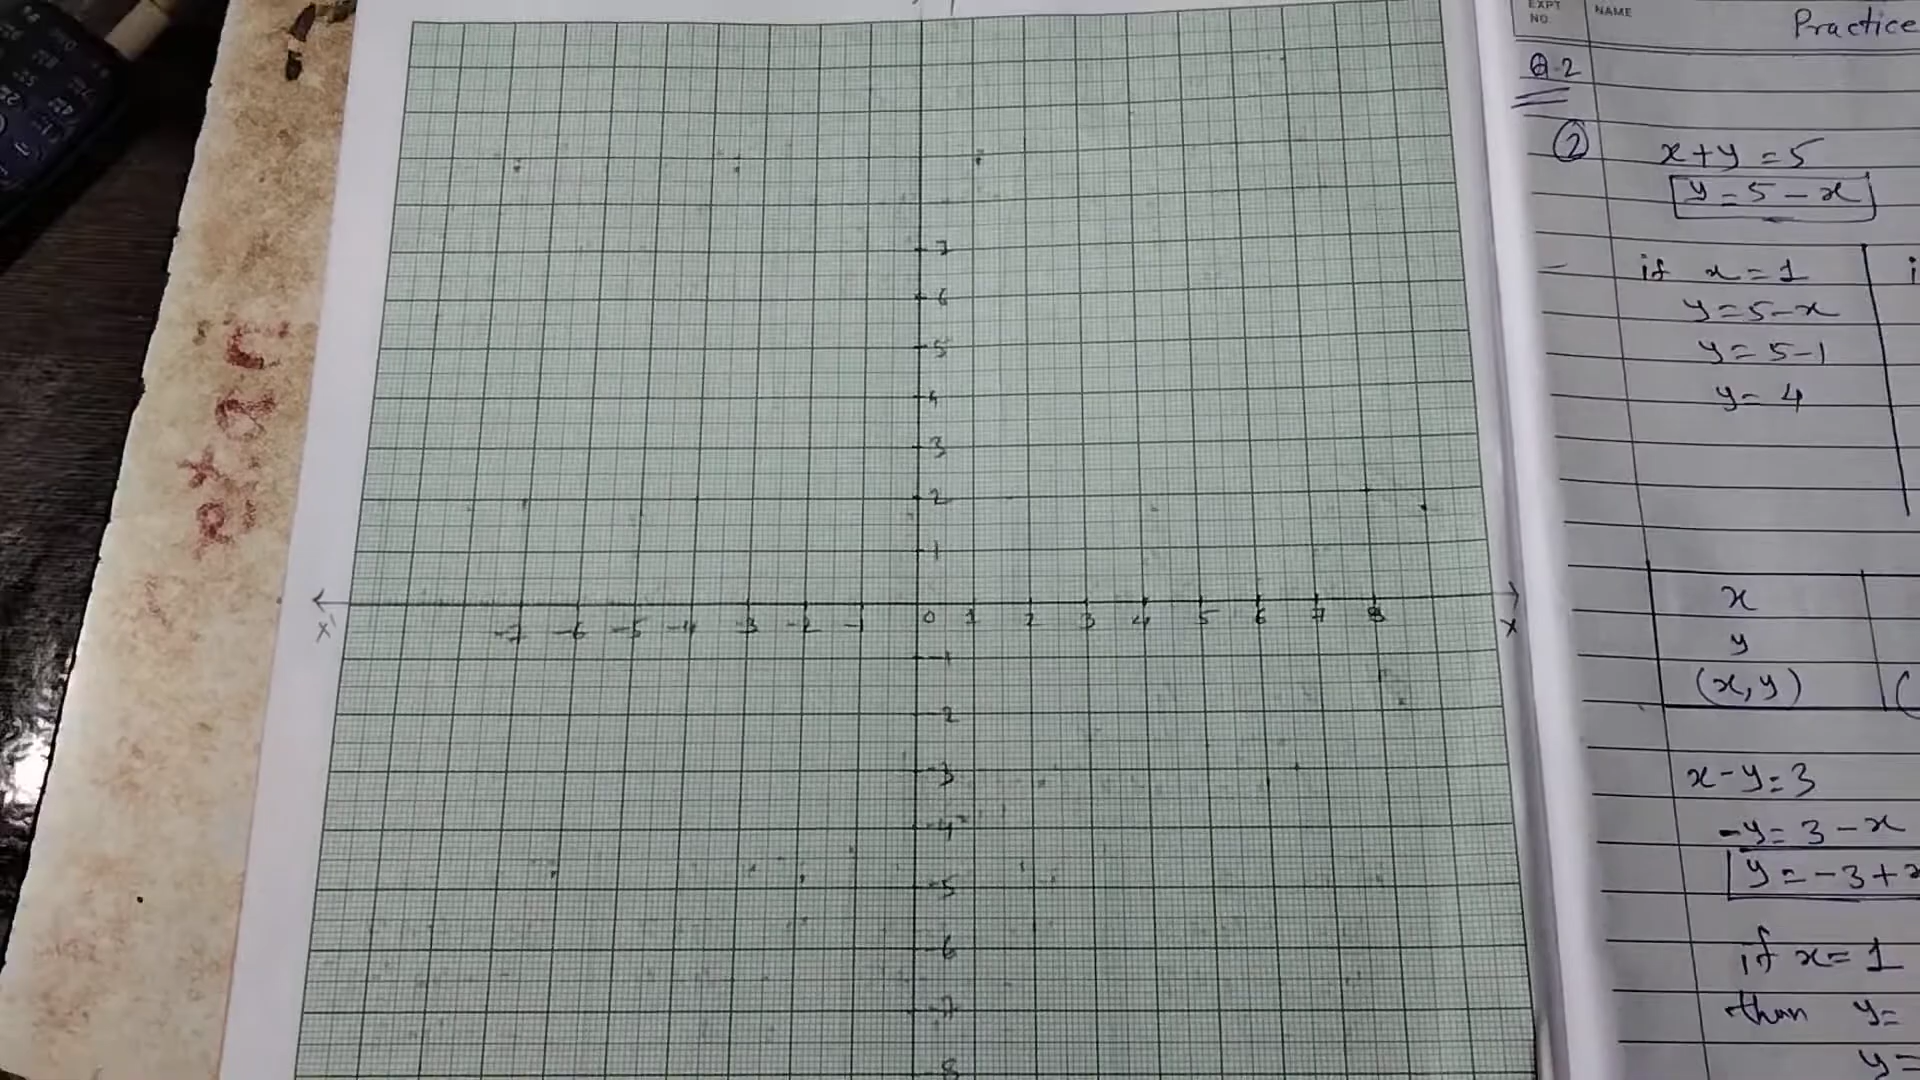 7
6
5
4
3
2
1
X' -7 -6 -5 -4 -3 -2 -1 0 1 2 3 4 5 6 7 8 X
-1
-2
-3
-4
-5
-6
-7
-8
EXPT NO. NAME Practice
Q.2
② x+y=5
y=5-x
if x=1
y=5-x
y=5-1
y=4
x
y
(x,y) (
x-y=3
-y=3-x
y=-3+x
if x=1
than y=
y=